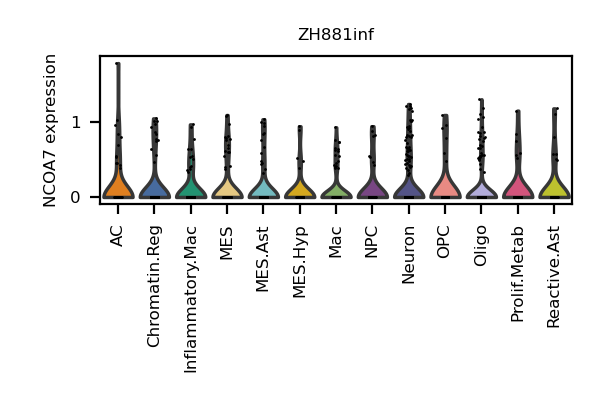 ZH881inf
NCOA7 expression
1
0
AC
Chromatin.Reg
Inflammatory.Mac
MES
MES.Ast
MES.Hyp
Mac
NPC
Neuron
OPC
Oligo
Prolif.Metab
Reactive.Ast